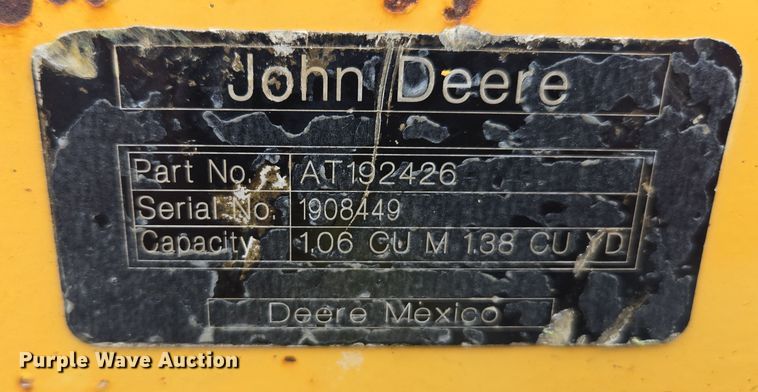 John Deere
Part No. AT192426
Serial No. 1908449
Capacity 1.06 CU M 1.38 CU YD
Deere Mexico
Purple Wave Auction